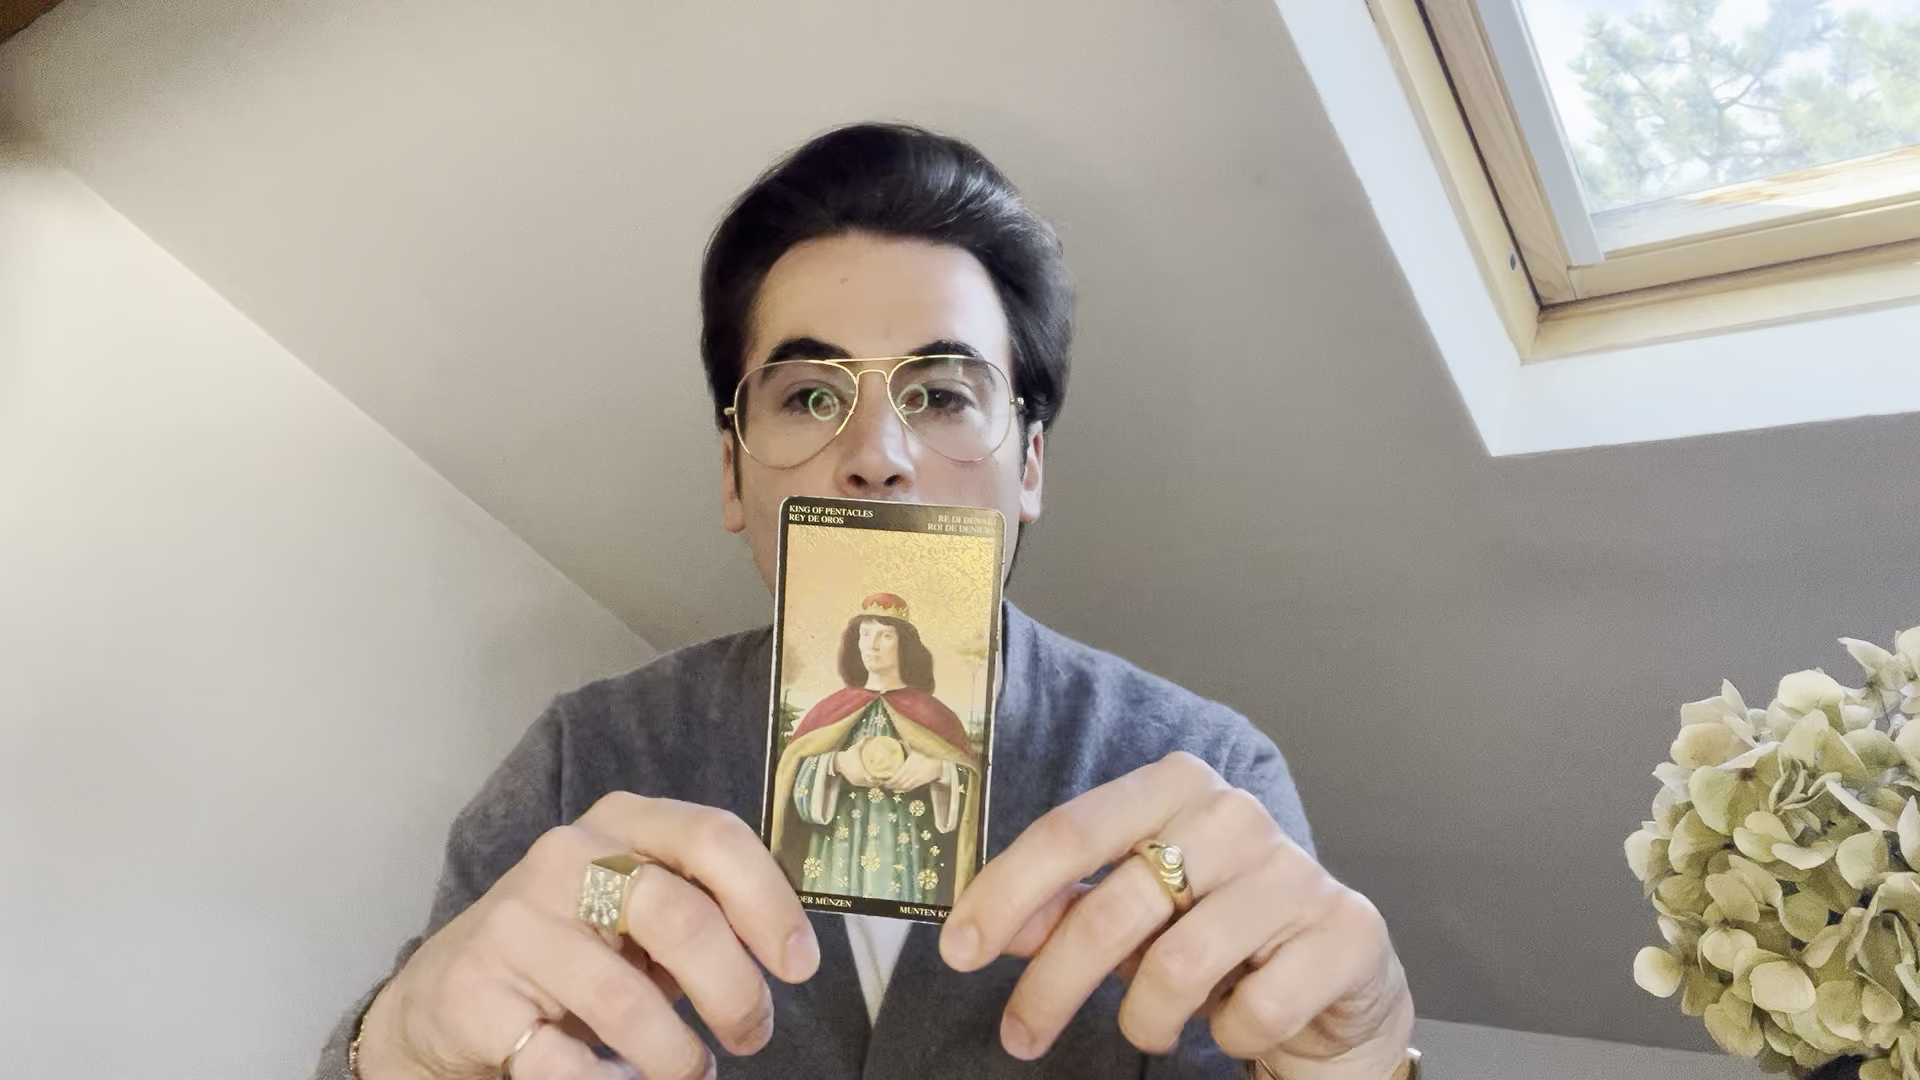 KING OF PENTACLES
REY DE OROS
RE DI DENARI
ROI DE DENIERS
DER MÜNZEN
MUNTEN